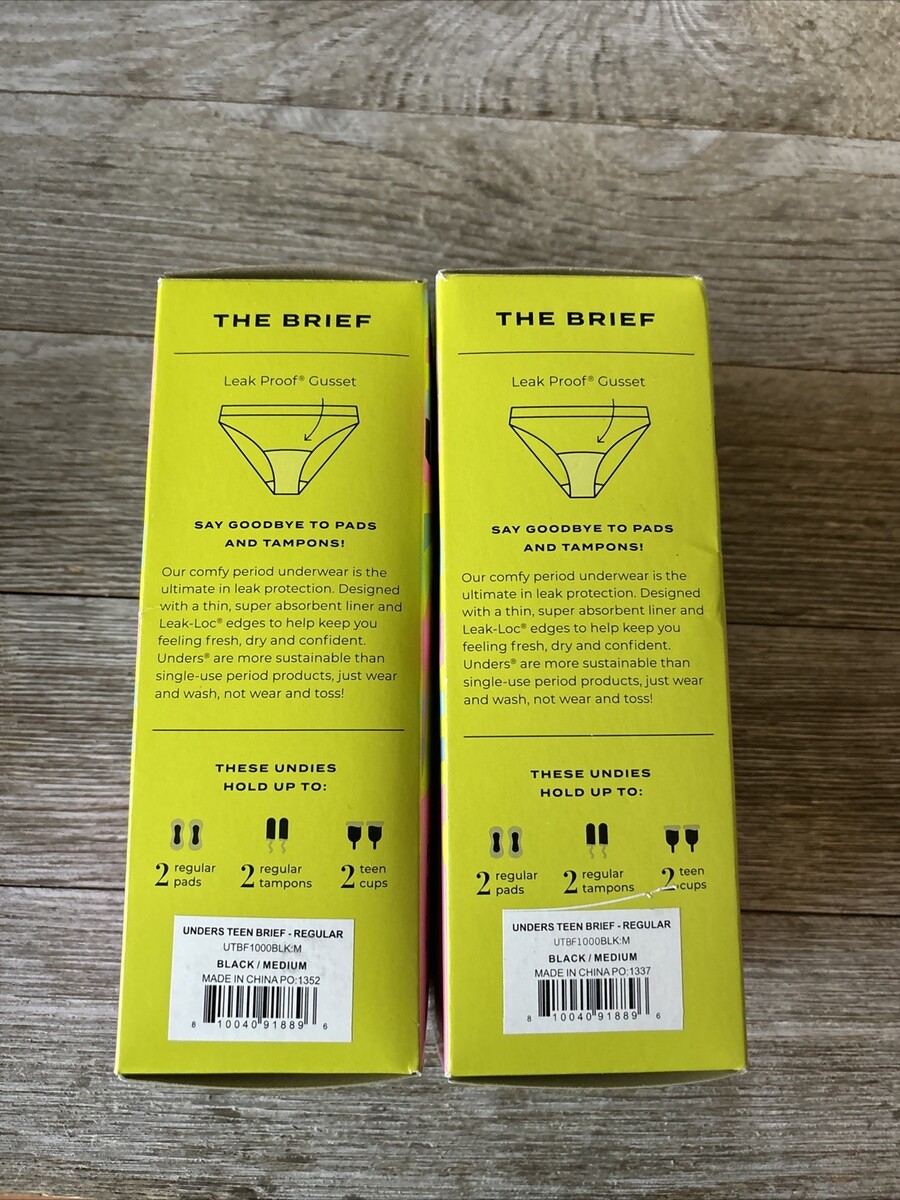 THE BRIEF
Leak Proof® Gusset
SAY GOODBYE TO PADS
AND TAMPONS!
Our comfy period underwear is the
ultimate in leak protection. Designed
with a thin, super absorbent liner and
Leak-Loc® edges to help keep you
feeling fresh, dry and confident.
Unders® are more sustainable than
single-use period products, just wear
and wash, not wear and toss!
THESE UNDIES
HOLD UP TO:
2 regular pads
2 regular tampons
2 teen cups
UNDERS TEEN BRIEF - REGULAR
UTBF1000BLK:M
BLACK / MEDIUM
MADE IN CHINA PO:1352
8 10040 91889 6
THE BRIEF
Leak Proof® Gusset
SAY GOODBYE TO PADS
AND TAMPONS!
Our comfy period underwear is the
ultimate in leak protection. Designed
with a thin, super absorbent liner and
Leak-Loc® edges to help keep you
feeling fresh, dry and confident.
Unders® are more sustainable than
single-use period products, just wear
and wash, not wear and toss!
THESE UNDIES
HOLD UP TO:
2 regular pads
2 regular tampons
2 teen cups
UNDERS TEEN BRIEF - REGULAR
UTBF1000BLK:M
BLACK / MEDIUM
MADE IN CHINA PO:1337
8 10040 91889 6